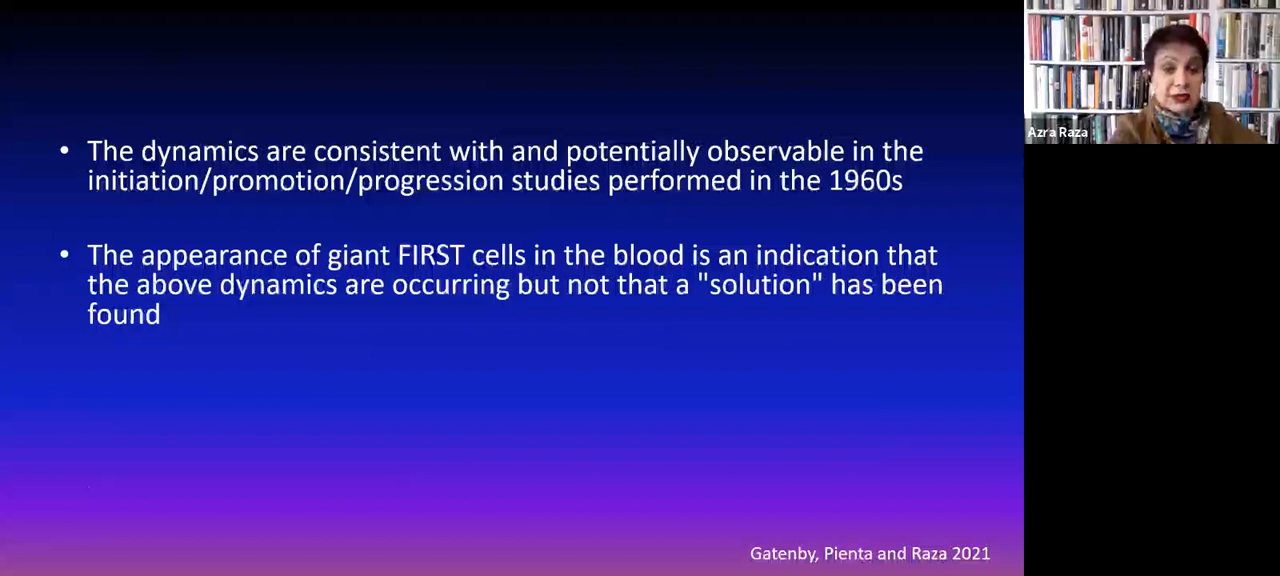 • The dynamics are consistent with and potentially observable in the
initiation/promotion/progression studies performed in the 1960s
• The appearance of giant FIRST cells in the blood is an indication that
the above dynamics are occurring but not that a "solution" has been
found
Gatenby, Pienta and Raza 2021
Azra Raza